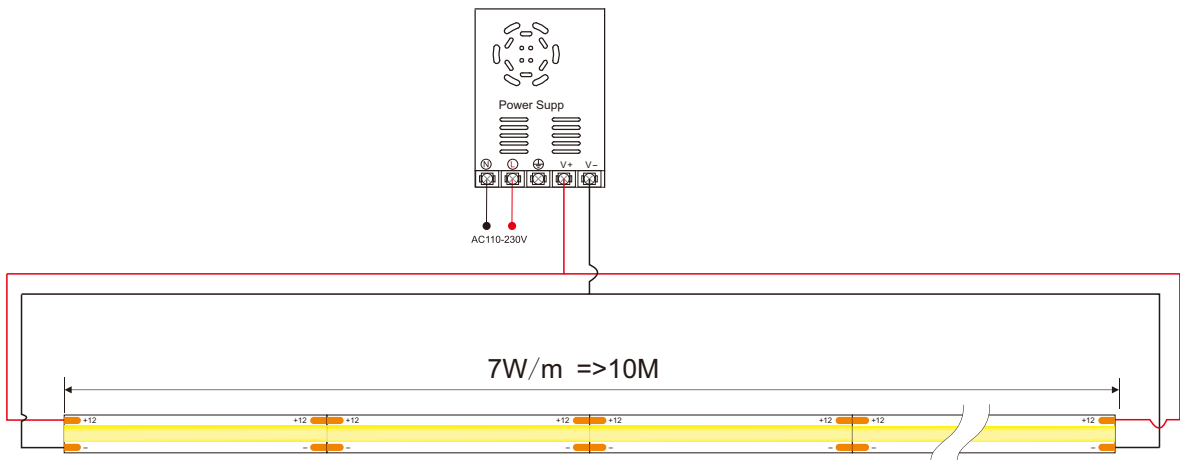 Power Supp
N L V+ V-
AC110-230V
7W/m =>10M
+12 +12 +12 +12 +12 +12 +12 +12
- - - - - - - -